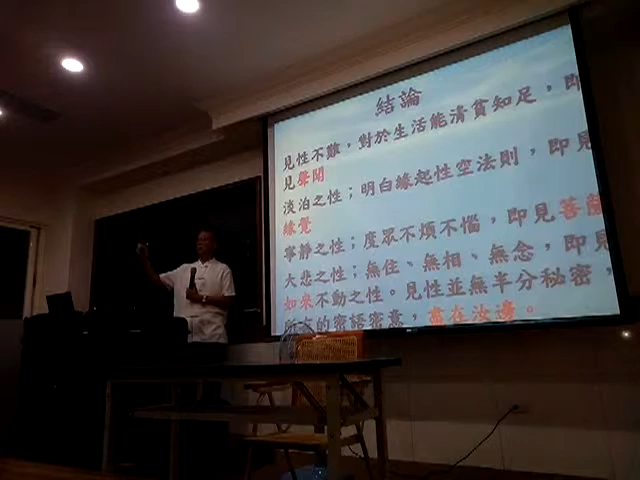 結論
見性不難，對於生活能清貧知足，即
見聲聞
淡泊之性；明白緣起性空法則，即見
緣覺
寧靜之性；度眾不煩不惱，即見菩薩
大悲之性；無住、無相、無念，即見
如來不動之性。見性並無半分秘密，
所有的密語密意，盡在汝邊。